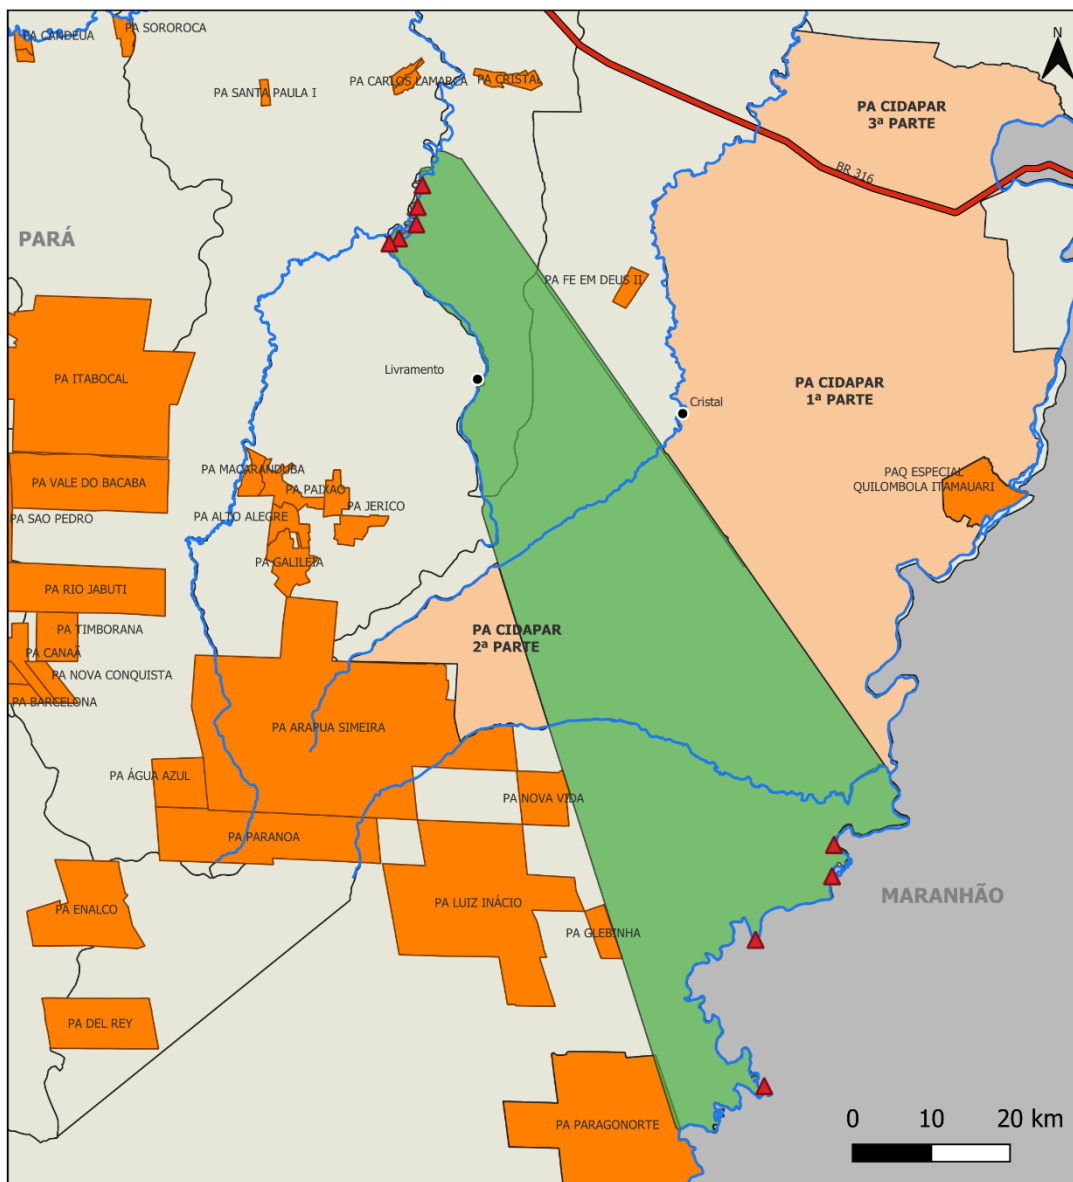 PA CANDEUA
PA SOROROCA
N
PA CARLOS LAMARCA
PA CRISTAL
PA SANTA PAULA I
PA CIDAPAR
3ª PARTE
BR 316
PARÁ
PA FE EM DEUS II
Livramento
PA ITABOCAL
PA CIDAPAR
1ª PARTE
Cristal
PA MAÇARANDUBA
PA VALE DO BACABA
PA PAIXAO
PAQ ESPECIAL
QUILOMBOLA ITAMAUARI
PA JERICO
PA SAO PEDRO
PA ALTO ALEGRE
PA GALILEIA
PA RIO JABUTI
PA TIMBORANA
PA CIDAPAR
2ª PARTE
PA CANAÃ
PA NOVA CONQUISTA
PA BARCELONA
PA ARAPUA SIMEIRA
PA ÁGUA AZUL
PA NOVA VIDA
PA PARANOA
MARANHÃO
PA LUIZ INÁCIO
PA ENALCO
PA GLEBINHA
PA DEL REY
PA PARAGONORTE
0 10 20 km